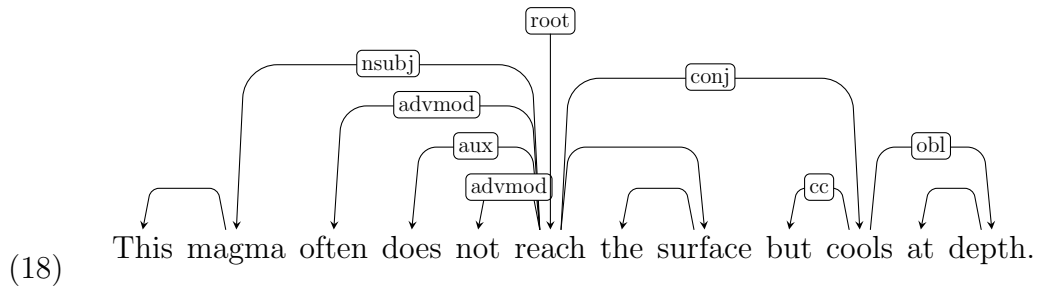 root
nsubj
conj
advmod
aux
obl
advmod
cc
This magma often does not reach the surface but cools at depth.
(18)